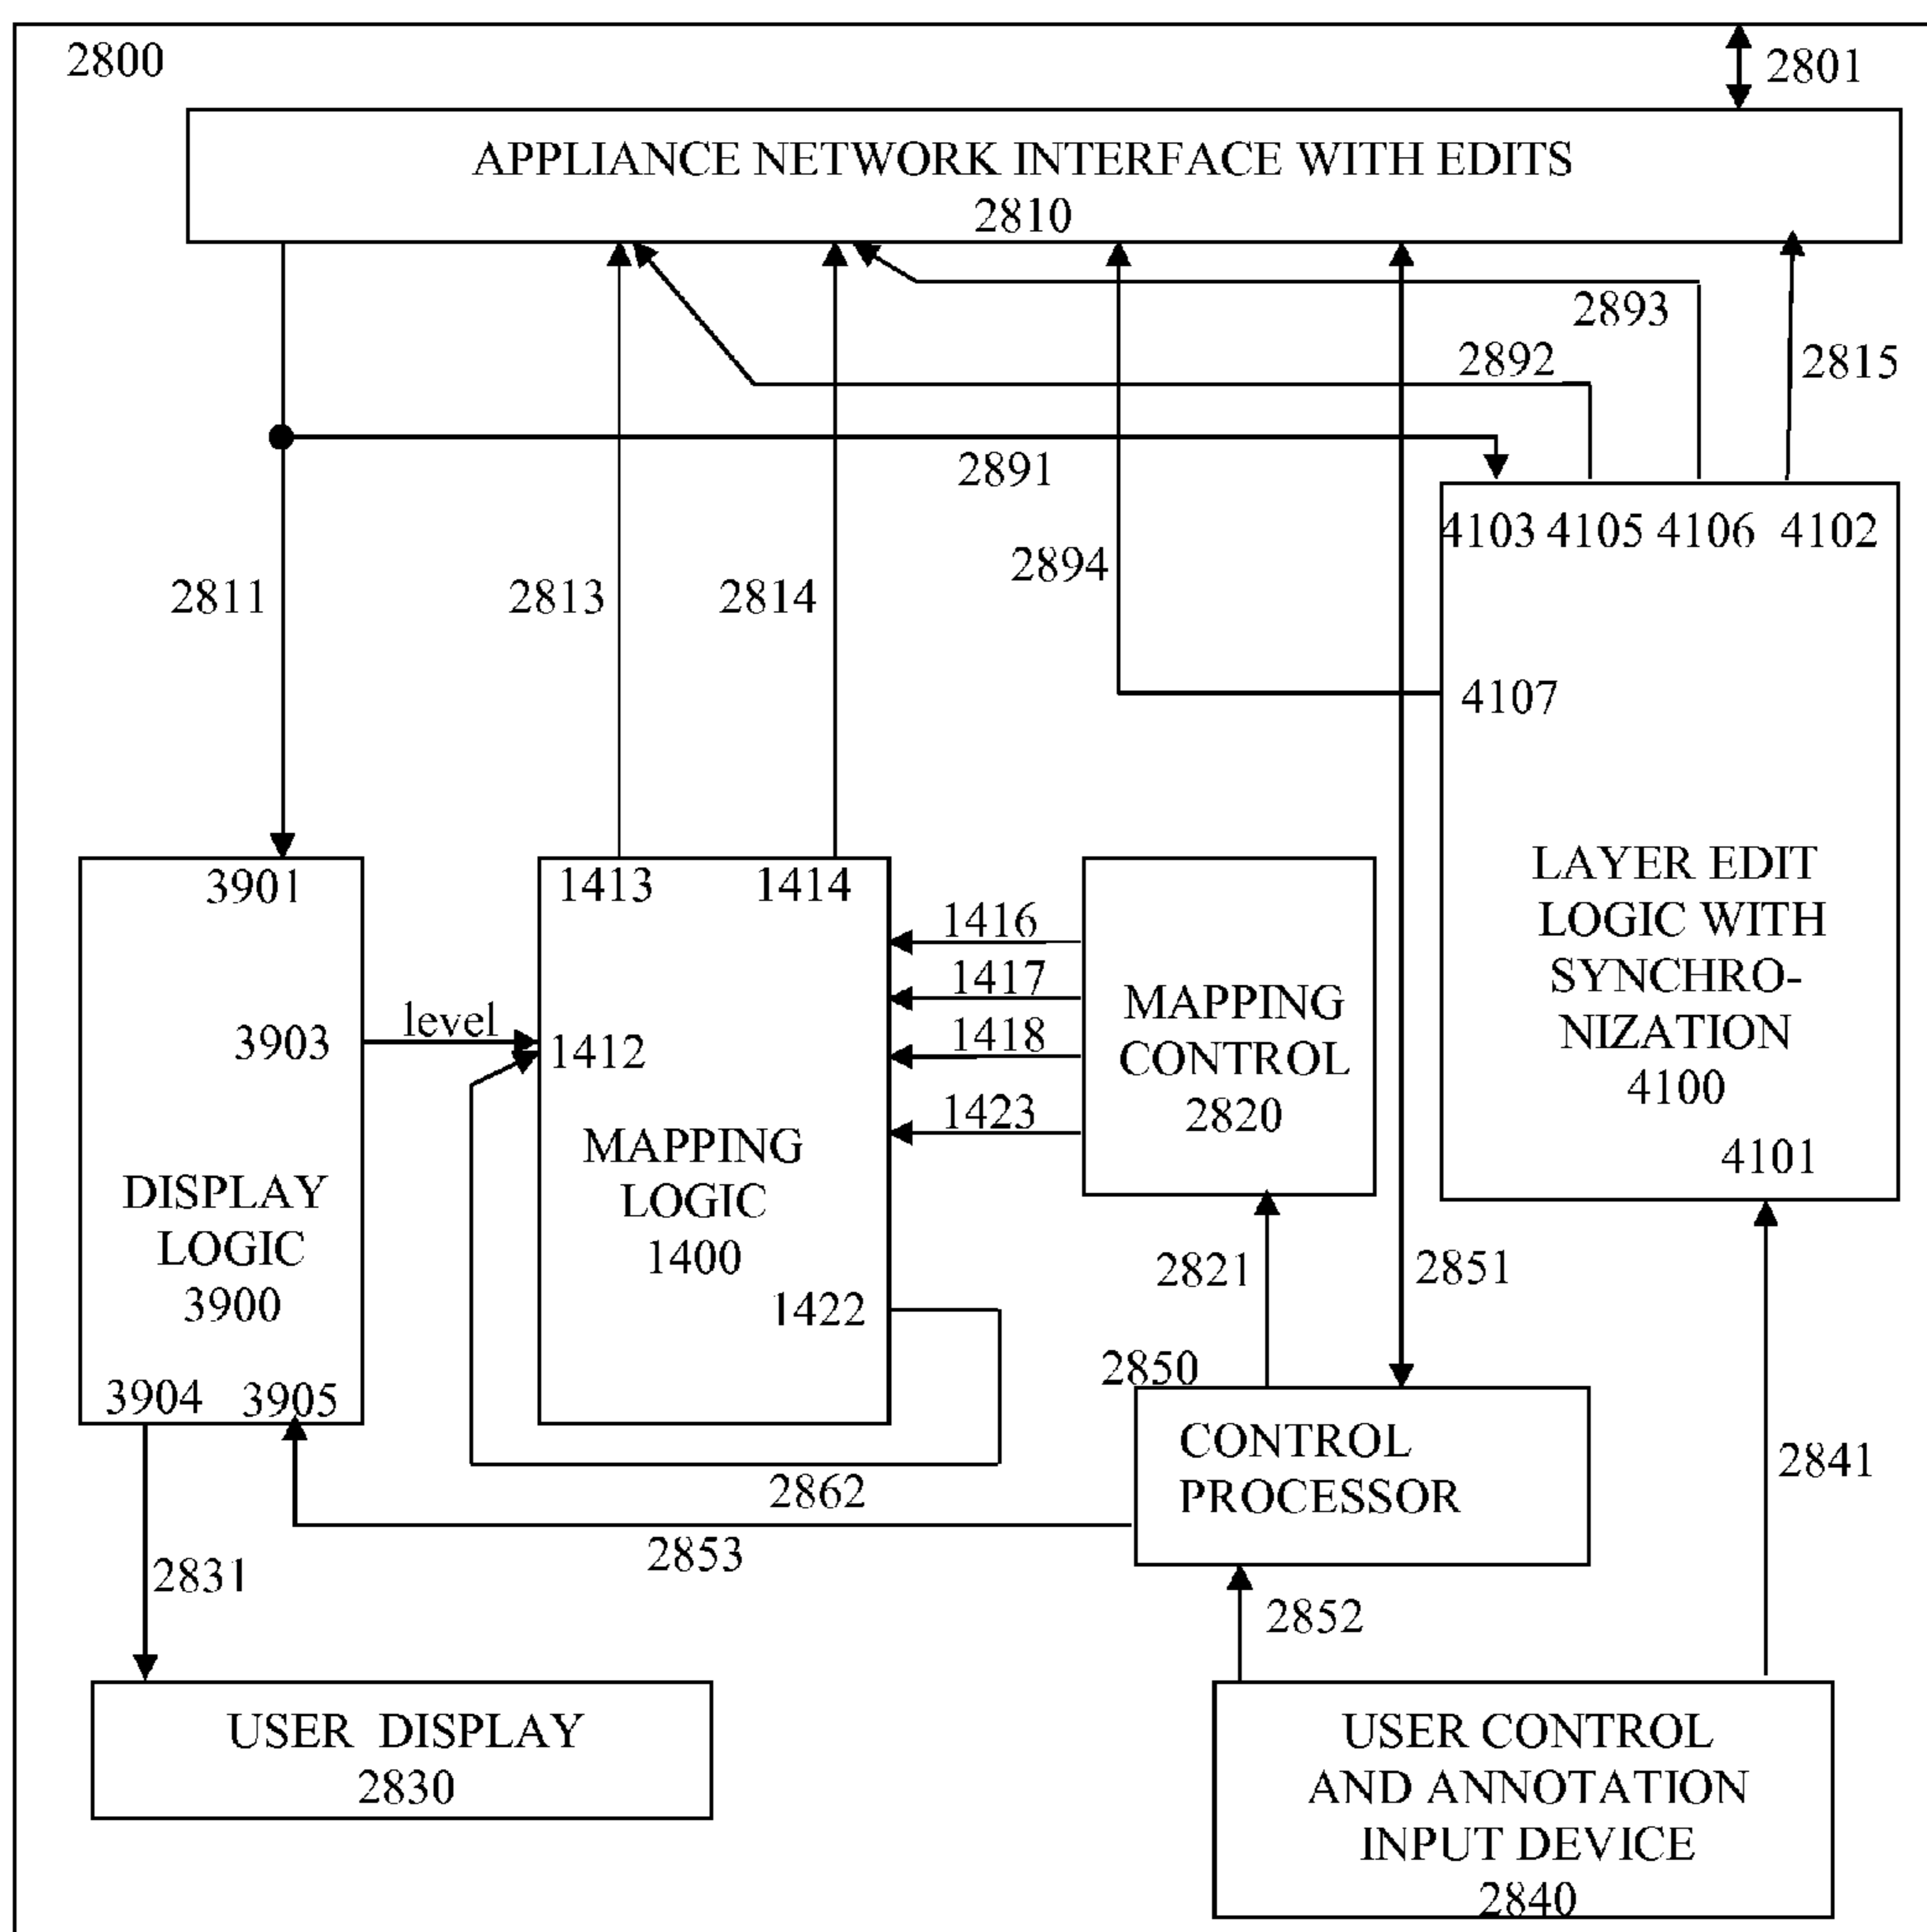 2800
2801
APPLIANCE NETWORK INTERFACE WITH EDITS
2810
2893
2892
2815
2891
4103 4105 4106 4102
2894
2811
2813
2814
4107
3901
1413
1414
LAYER EDIT
LOGIC WITH
SYNCHRO-
NIZATION
4100
4101
1416
1417
1418
1423
MAPPING
CONTROL
2820
3903
level
1412
MAPPING
LOGIC
1400
1422
DISPLAY
LOGIC
3900
3904
3905
2821
2851
2850
CONTROL
PROCESSOR
2841
2862
2853
2831
2852
USER DISPLAY
2830
USER CONTROL
AND ANNOTATION
INPUT DEVICE
2840